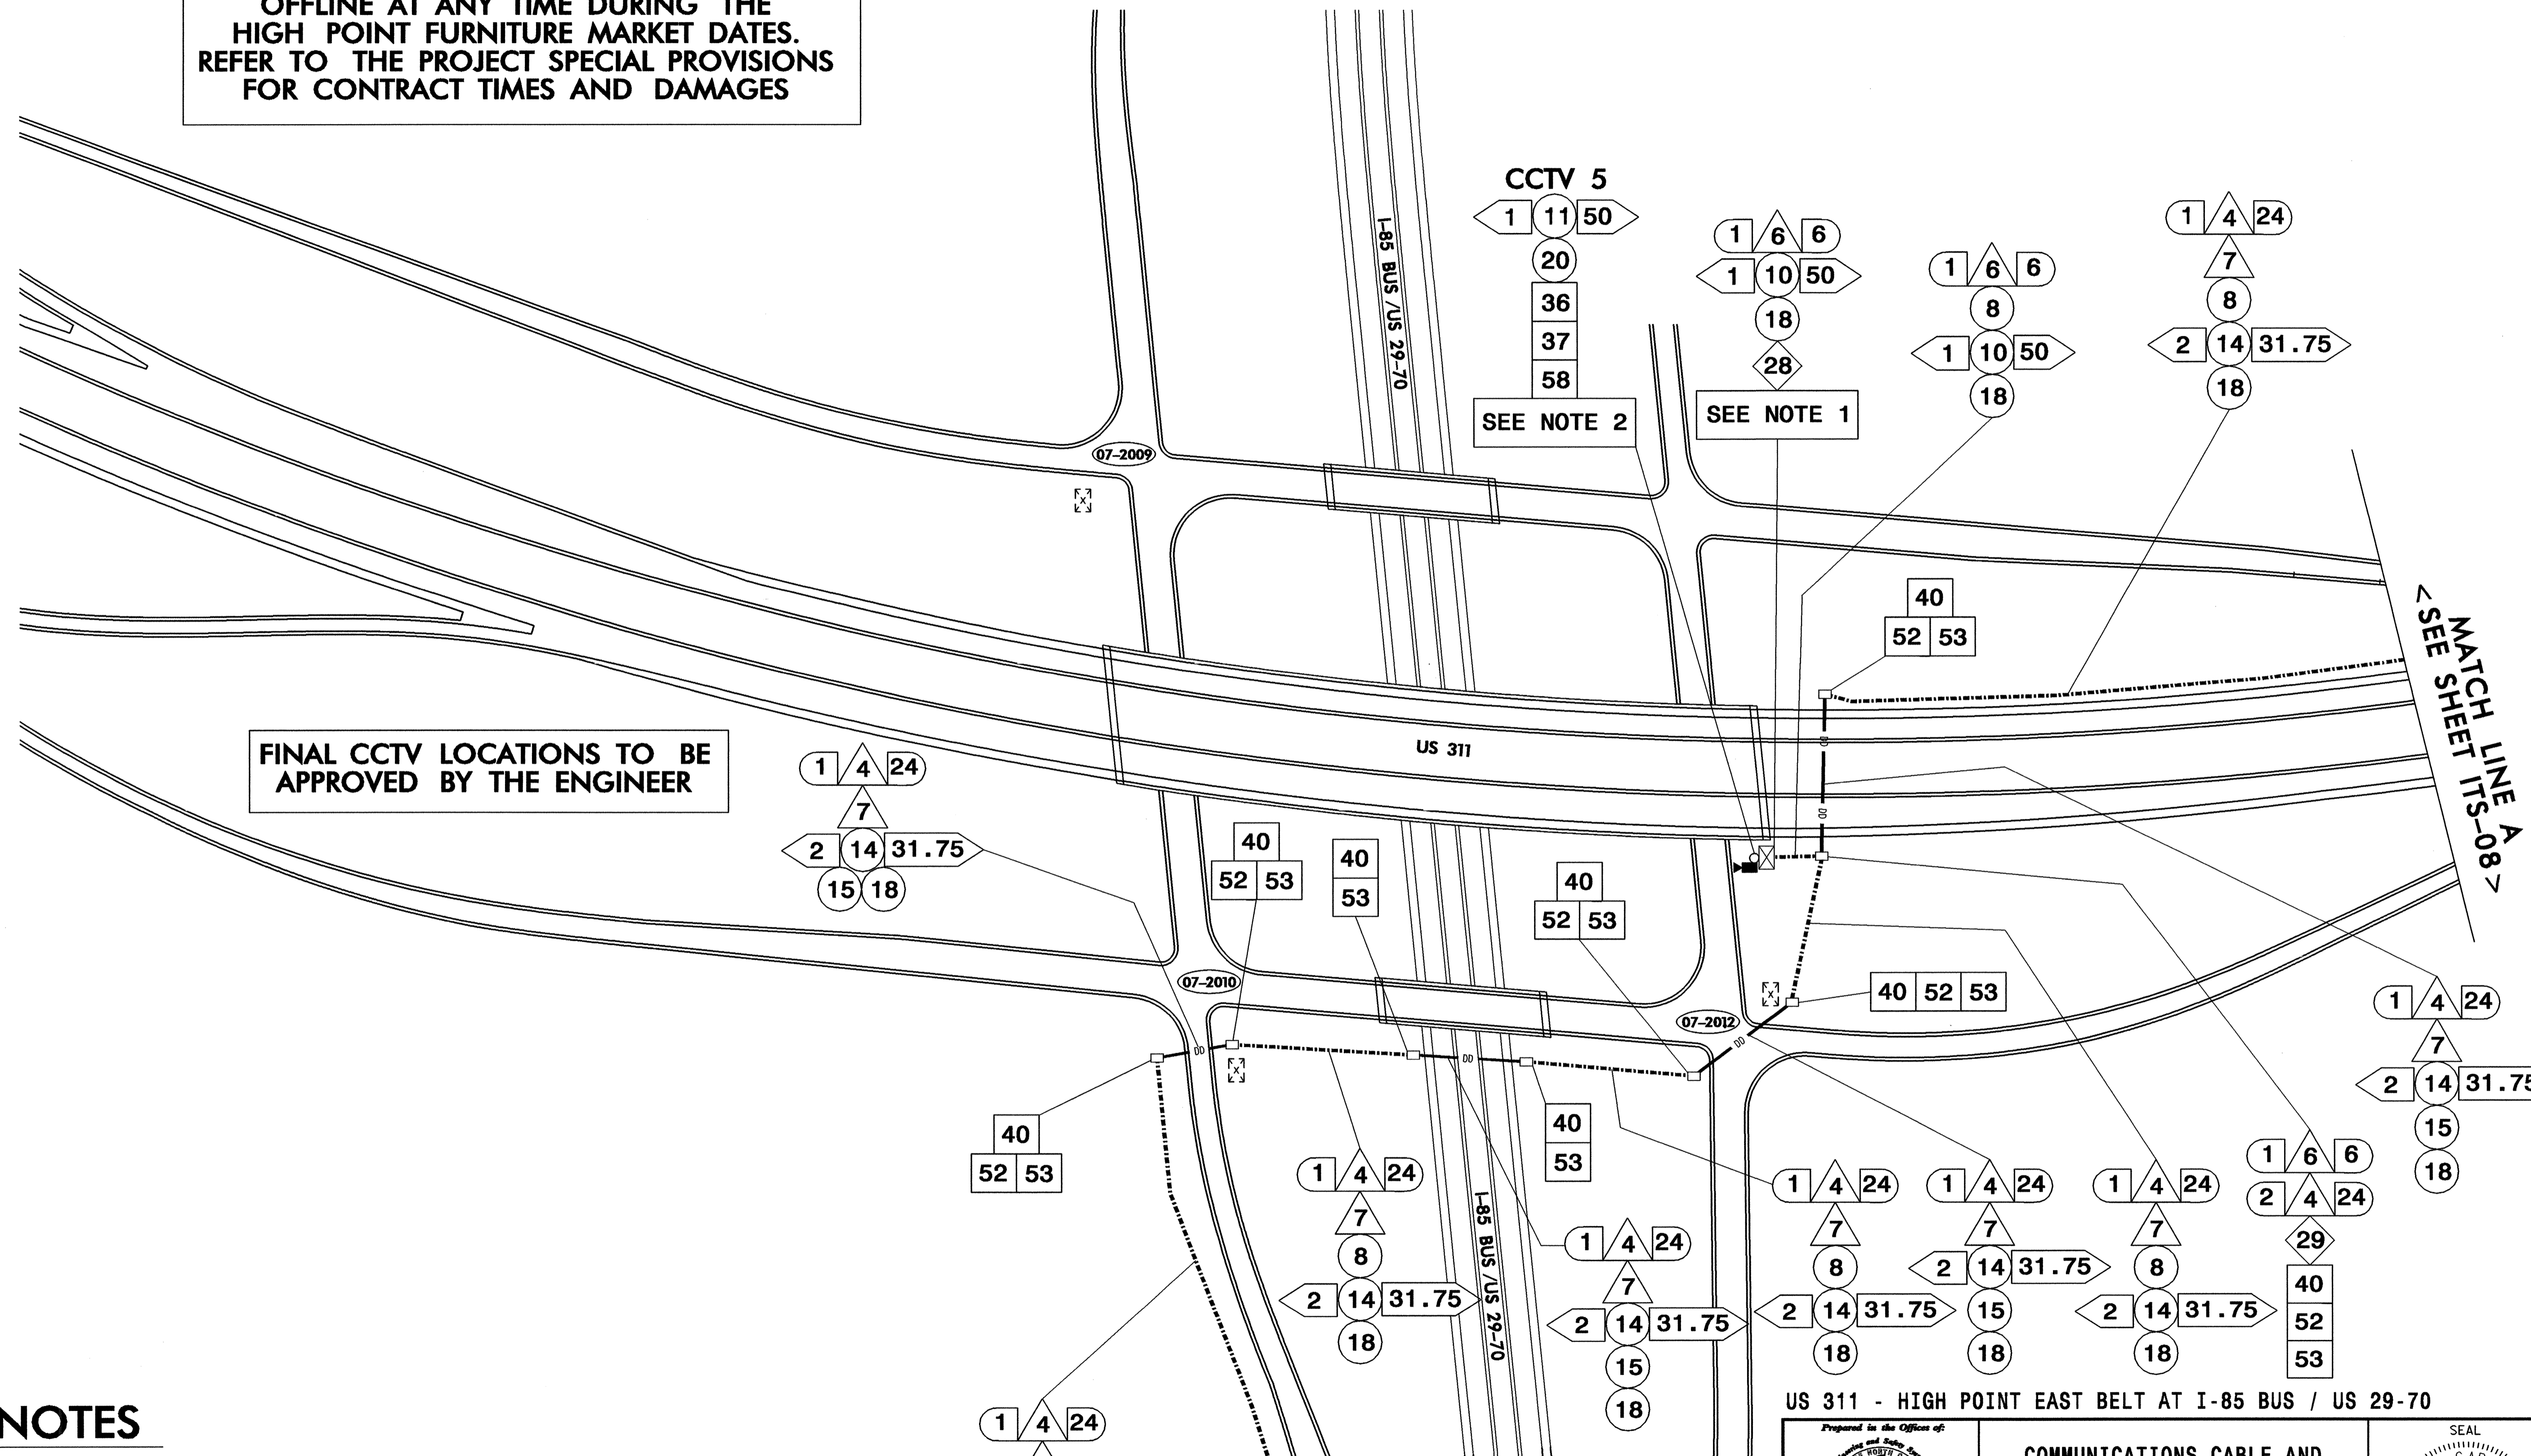 OFFLINE AT ANY TIME DURING THE
HIGH POINT FURNITURE MARKET DATES.
REFER TO THE PROJECT SPECIAL PROVISIONS
FOR CONTRACT TIMES AND DAMAGES
I-85 BUS /US 29-70
CCTV 5
1 11 50
20
36
37
58
SEE NOTE 2
1 6 6
1 10 50
18
28
SEE NOTE 1
1 6 6
8
1 10 50
18
1 4 24
7
8
2 14 31.75
18
07-2009
40
52 53
MATCH LINE A
<SEE SHEET ITS-08>
US 311
FINAL CCTV LOCATIONS TO BE
APPROVED BY THE ENGINEER
1 4 24
7
2 14 31.75
15 18
40
52 53
40
53
40
52 53
DD
DD
07-2010
07-2012
40 52 53
DD
DD
DD
X
X
X
40
52 53
40
53
1 4 24
7
2 14 31.75
15
18
1 4 24
7
8
2 14 31.75
18
I-85 BUS /US 29-70
1 4 24
7
2 14 31.75
15
18
1 4 24
7
8
2 14 31.75
18
1 4 24
7
2 14 31.75
15
18
1 4 24
7
8
2 14 31.75
18
1 6 6
2 4 24
29
40
52
53
1 4 24
NOTES
US 311 - HIGH POINT EAST BELT AT I-85 BUS / US 29-70
Prepared in the Offices of:
COMMUNICATIONS CABLE AND
SEAL